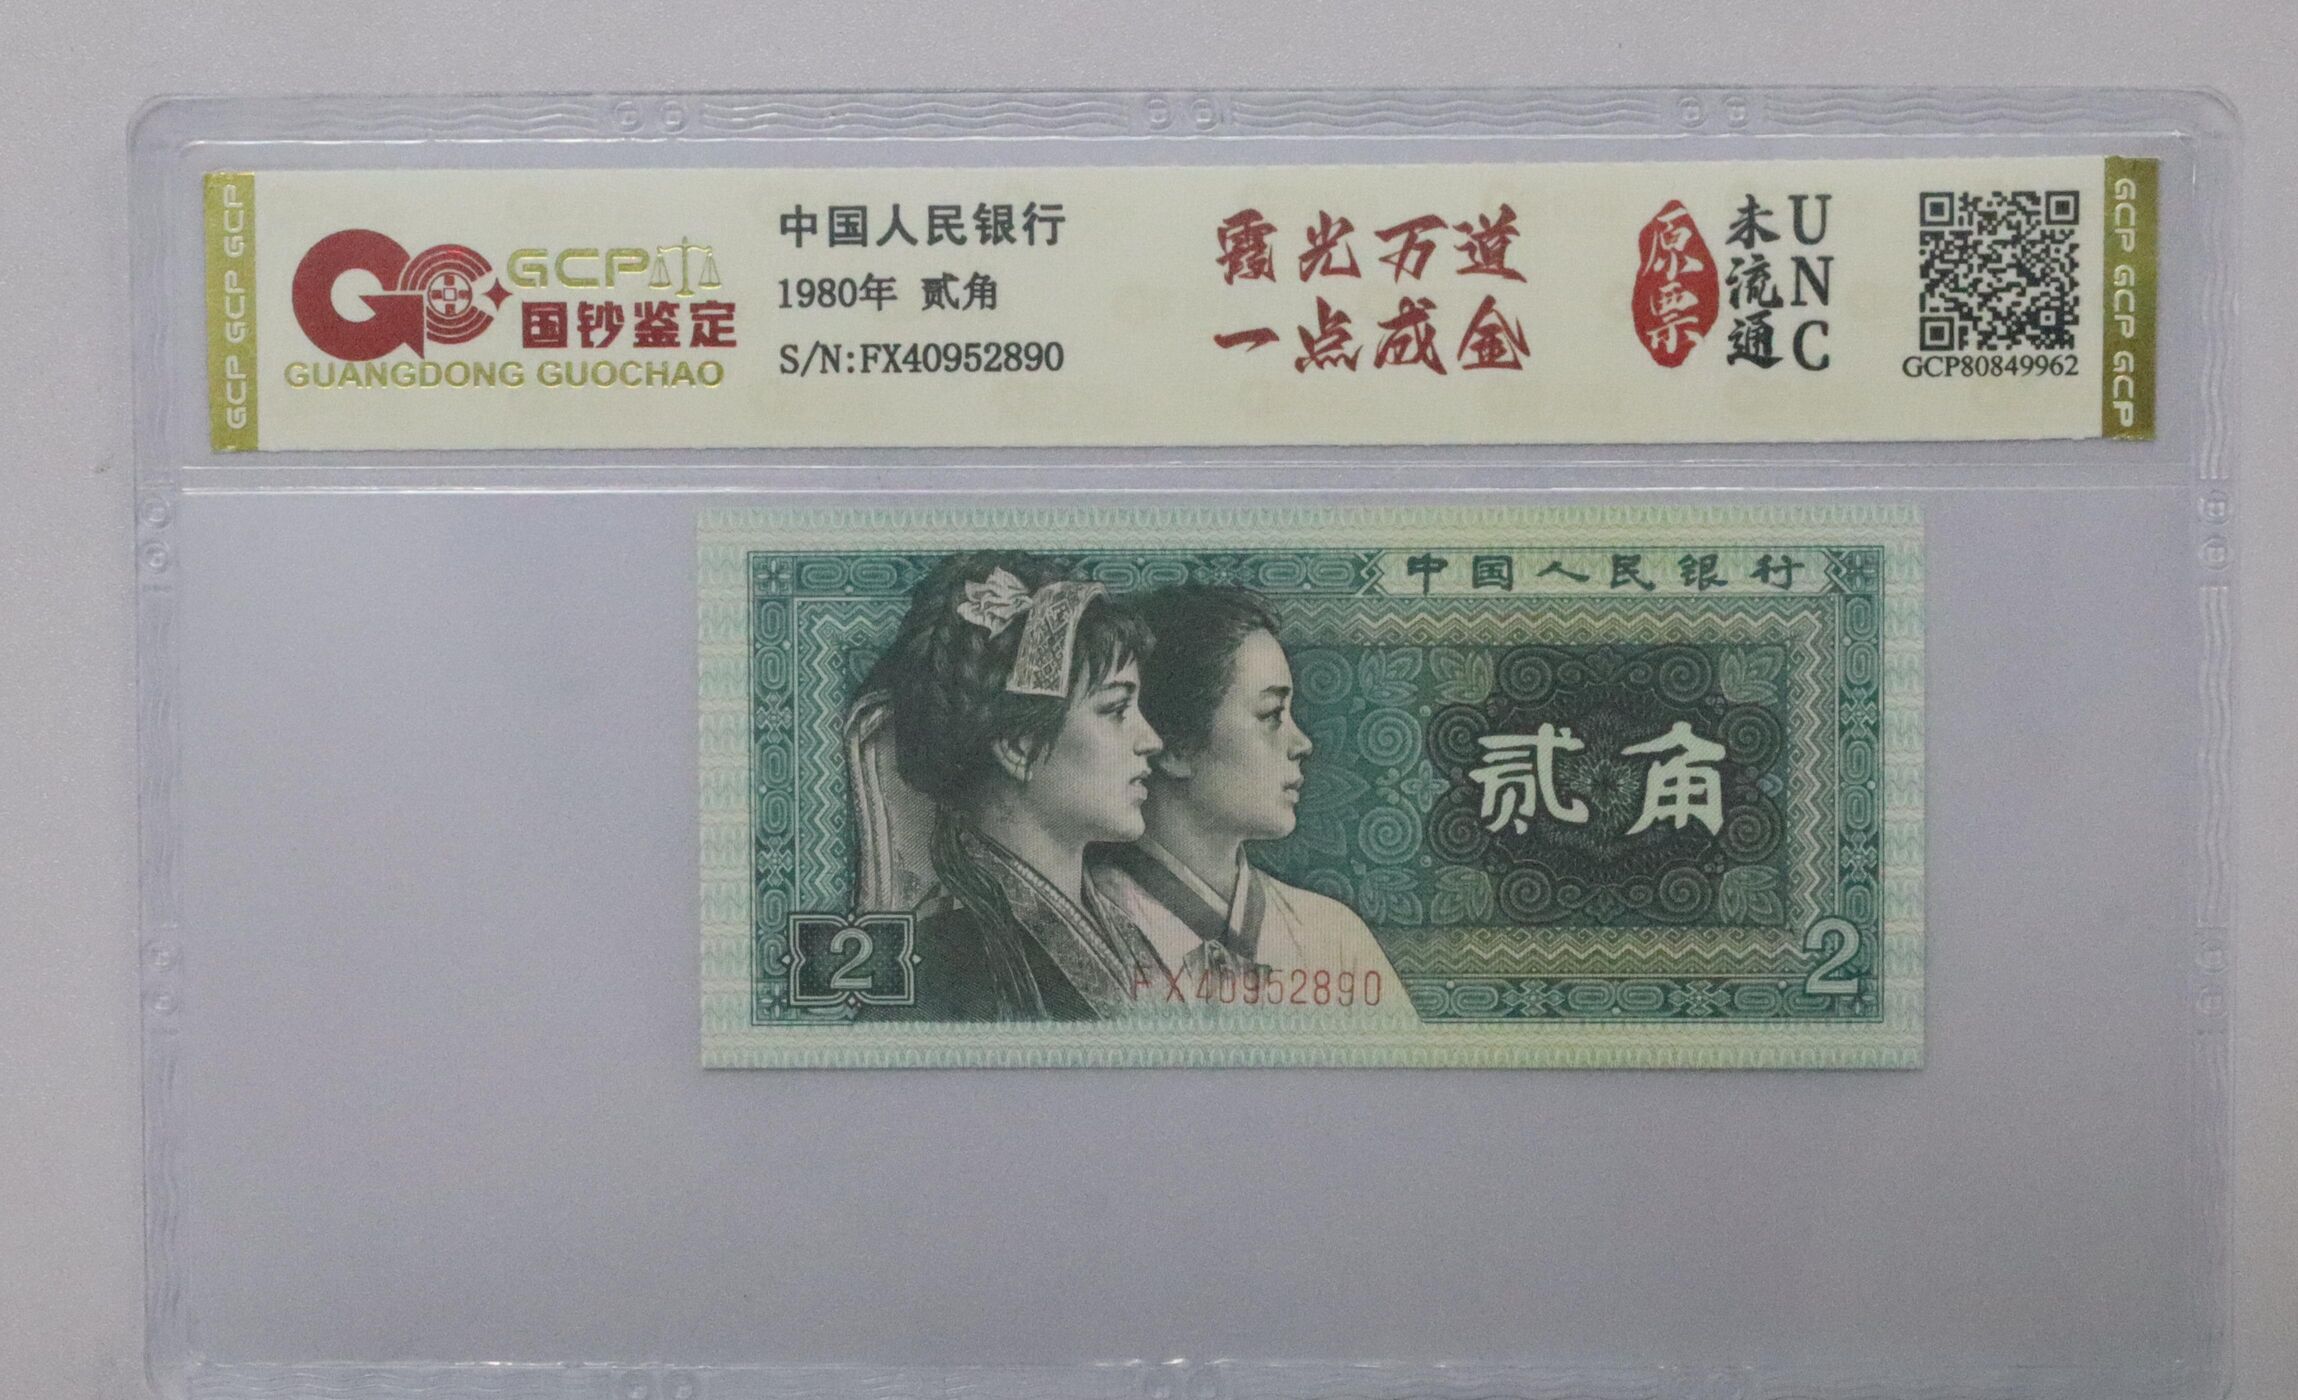 GCP GCP GCP
GCP
国钞鉴定
GUANGDONG GUOCHAO
中国人民银行
1980年 贰角
S/N:FX40952890
霞光万道
一点成金
原票
未流通
UNC
GCP80849962
GCP GCP GCP
中国人民银行
贰角
2
FX40952890
2